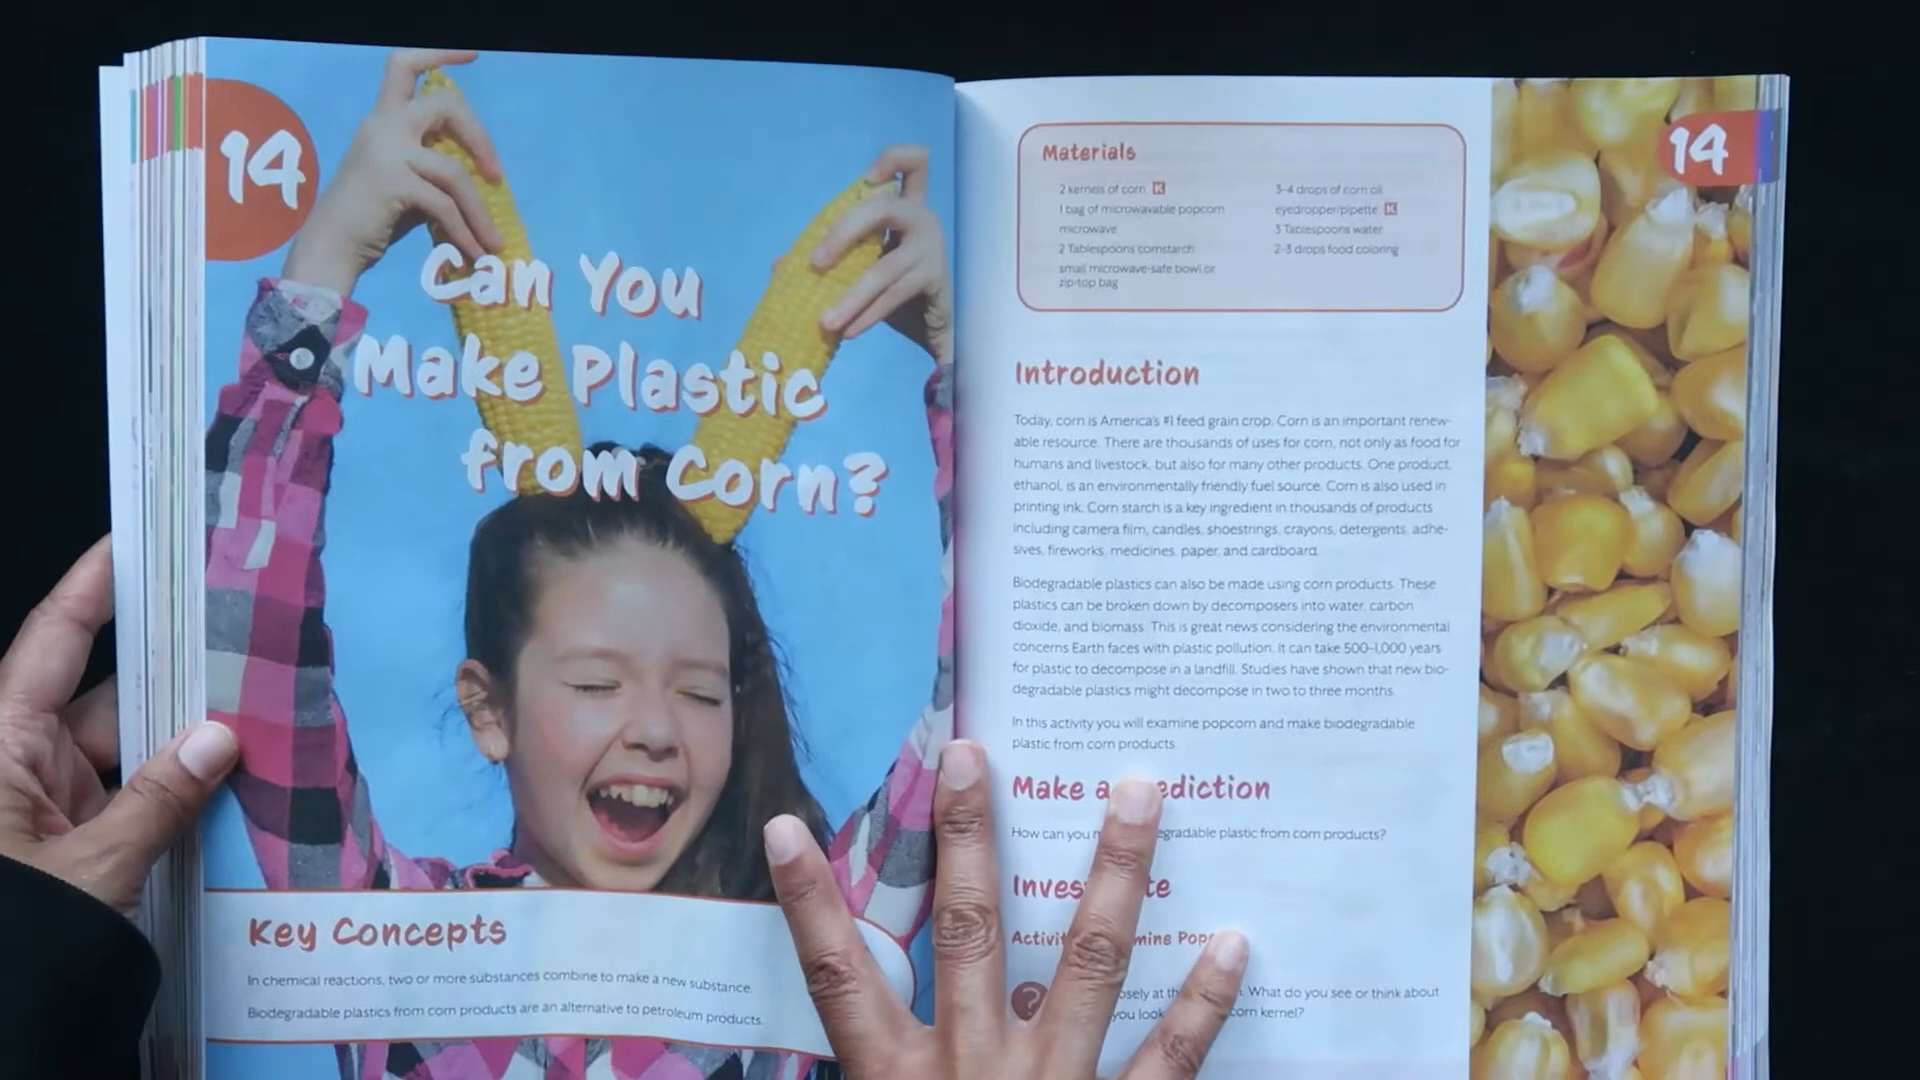 14
Can You
Make Plastic
from Corn?
Key Concepts
In chemical reactions, two or more substances combine to make a new substance.
Biodegradable plastics from corn products are an alternative to petroleum products.
Materials
2 kernels of corn K
1 bag of microwavable popcorn
microwave
2 Tablespoons cornstarch
small microwave-safe bowl or
zip-top bag
3-4 drops of corn oil
eyedropper/pipette K
3 Tablespoons water
2-3 drops food coloring
14
Introduction
Today, corn is America's #1 feed grain crop. Corn is an important renew-
able resource. There are thousands of uses for corn, not only as food for
humans and livestock, but also for many other products. One product,
ethanol, is an environmentally friendly fuel source. Corn is also used in
printing ink. Corn starch is a key ingredient in thousands of products
including camera film, candles, shoestrings, crayons, detergents, adhe-
sives, fireworks, medicines, paper, and cardboard.
Biodegradable plastics can also be made using corn products. These
plastics can be broken down by decomposers into water, carbon
dioxide, and biomass. This is great news considering the environmental
concerns Earth faces with plastic pollution. It can take 500-1,000 years
for plastic to decompose in a landfill. Studies have shown that new bio-
degradable plastics might decompose in two to three months.
In this activity you will examine popcorn and make biodegradable
plastic from corn products.
Make a ediction
How can you egradable plastic from corn products?
Inves te
Activit mine Pop
?
osely at th What do you see or think about
you look corn kernel?